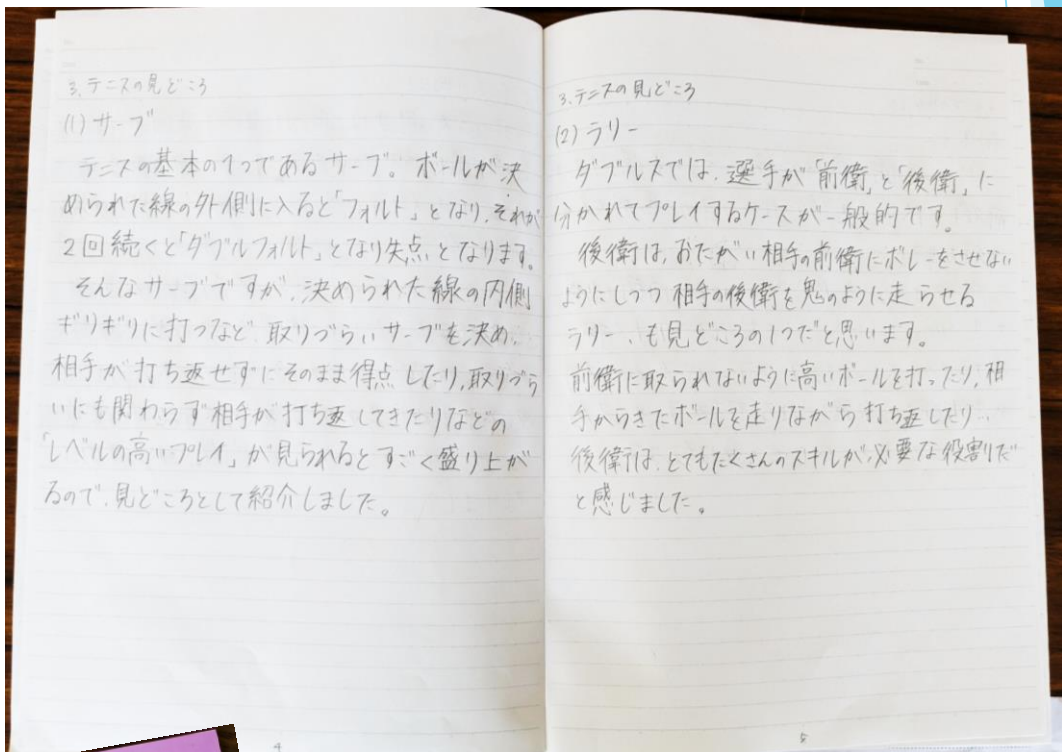 3.テニスの見どころ
(1) サーブ
テニスの基本の1つであるサーブ。ボールが決
められた線の外側に入ると「フォルト」となり、それが
2回続くと「ダブルフォルト」となり失点となります。
そんなサーブですが、決められた線の内側
ギリギリに打つなど、取りづらいサーブを決め、
相手が打ち返せずにそのまま得点したり、取りづら
いにも関わらず相手が打ち返してきたりなどの
「レベルの高いプレイ」が見られるとすごく盛り上が
るので、見どころとして紹介しました。
4
3.テニスの見どころ
(2) ラリー
ダブルスでは、選手が「前衛」と「後衛」に
分かれてプレイするケースが一般的です。
後衛は、おたがい相手の前衛にボレーをさせない
ようにしつつ相手の後衛を鬼のように走らせる
ラリー、も見どころの1つだと思います。
前衛に取られないように高いボールを打ったり、相
手からきたボールを走りながら打ち返したり…
後衛は、とてもたくさんのスキルが必要な役割りだ
と感じました。
5